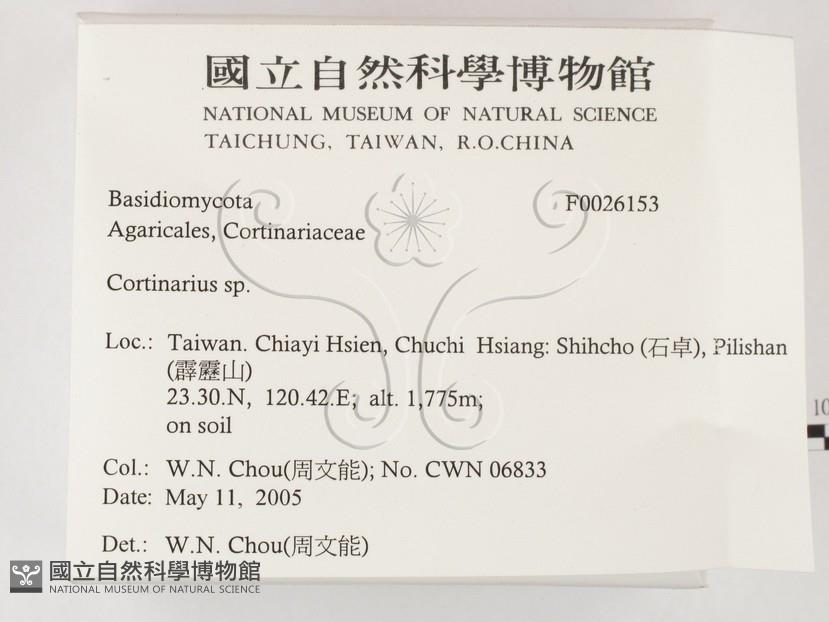 國立自然科學博物館
NATIONAL MUSEUM OF NATURAL SCIENCE
TAICHUNG, TAIWAN, R.O.CHINA
Basidiomycota F0026153
Agaricales, Cortinariaceae
Cortinarius sp.
Loc.: Taiwan. Chiayi Hsien, Chuchi Hsiang: Shihcho (石卓), Pilishan
(霹靂山)
23.30.N, 120.42.E; alt. 1,775m;
on soil
Col.: W.N. Chou(周文能); No. CWN 06833
Date: May 11, 2005
Det.: W.N. Chou(周文能)
國立自然科學博物館
NATIONAL MUSEUM OF NATURAL SCIENCE
10